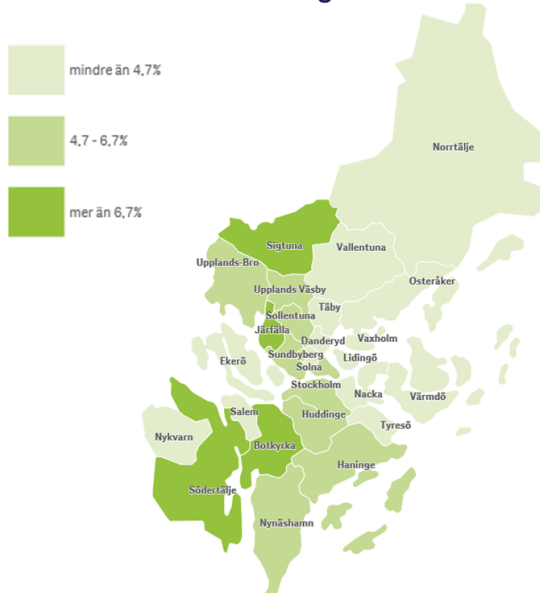 mindre än 4,7%
4,7 - 6,7%
mer än 6,7%
Norrtälje
Sigtuna
Vallentuna
Upplands-Bro
Österåker
Upplands Väsby
Täby
Sollentuna
Järfälla
Danderyd
Vaxholm
Sundbyberg
Lidingö
Ekerö
Solna
Stockholm
Nacka
Värmdö
Salem
Huddinge
Tyresö
Nykvarn
Botkyrka
Haninge
Södertälje
Nynäshamn